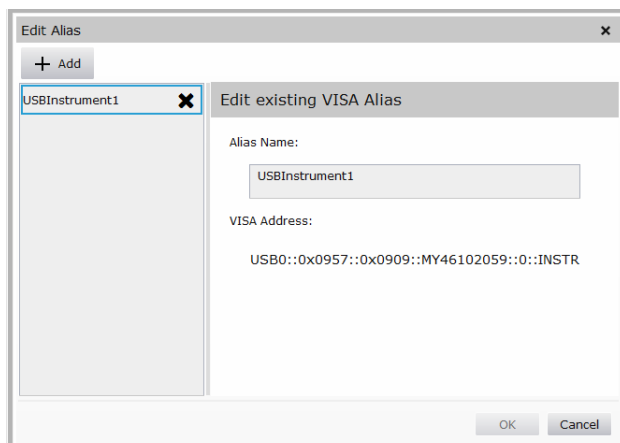 Edit Alias
Add
USBInstrument1
Edit existing VISA Alias
Alias Name:
USBInstrument1
VISA Address:
USB0::0x0957::0x0909::MY46102059::0::INSTR
OK Cancel